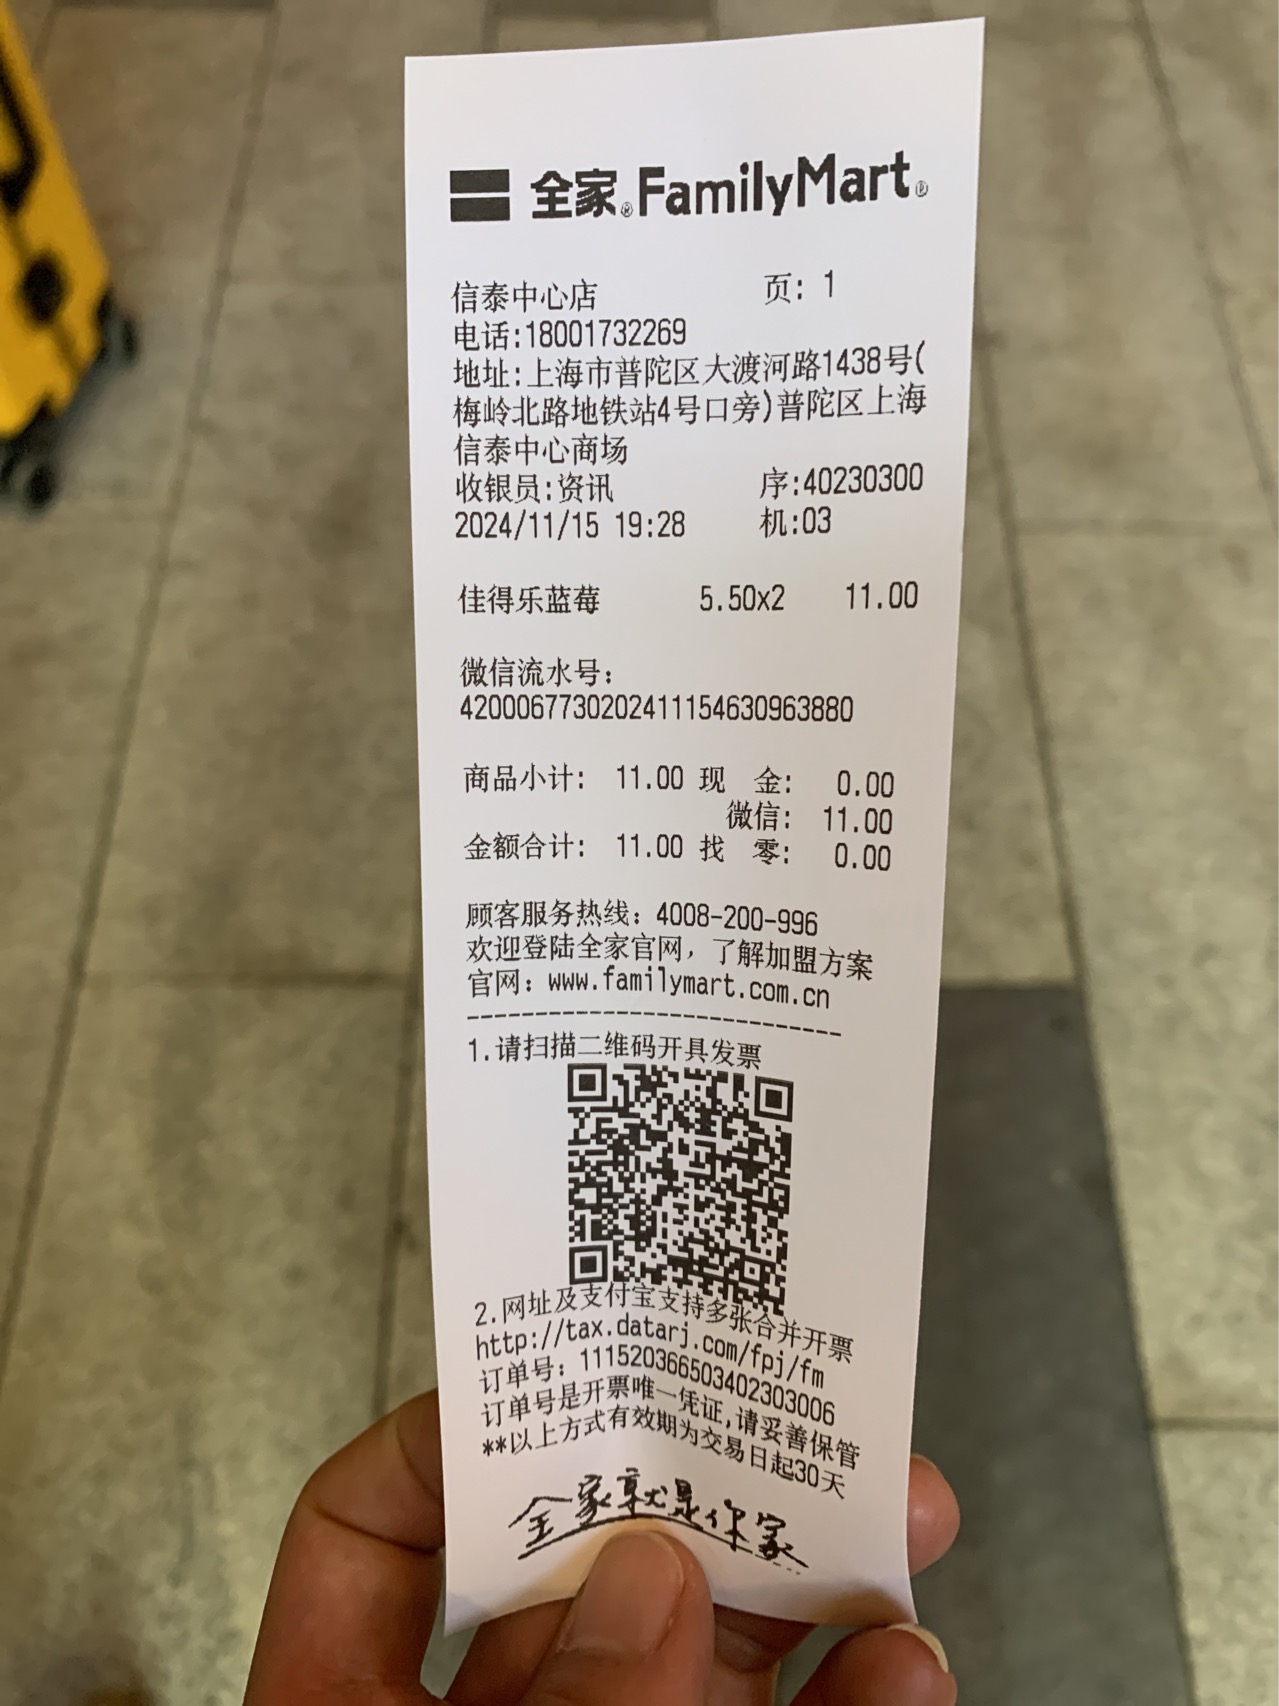 全家® FamilyMart®
信泰中心店 页: 1
电话:18001732269
地址:上海市普陀区大渡河路1438号(
梅岭北路地铁站4号口旁)普陀区上海
信泰中心商场
收银员:资讯 序:40230300
2024/11/15 19:28 机:03
佳得乐蓝莓 5.50x2 11.00
微信流水号:
4200067730202411154630963880
商品小计: 11.00 现 金: 0.00
微信: 11.00
金额合计: 11.00 找 零: 0.00
顾客服务热线: 4008-200-996
欢迎登陆全家官网, 了解加盟方案
官网: www.familymart.com.cn
---------------------------
1.请扫描二维码开具发票
2.网址及支付宝支持多张合并开票
http://tax.datarj.com/fpj/fm
订单号: 111520366503402303006
订单号是开票唯一凭证,请妥善保管
**以上方式有效期为交易日起30天
全家就是你家